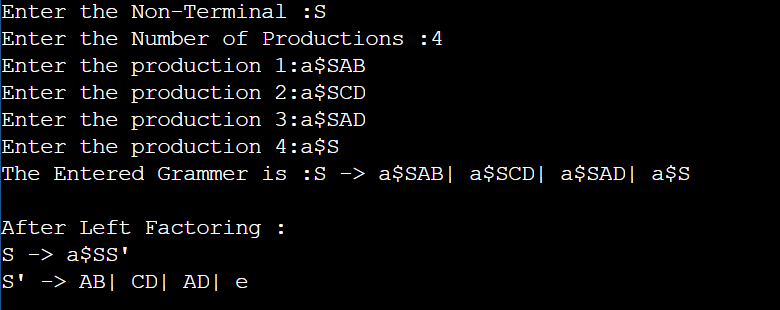 Enter the Non-Terminal :S
Enter the Number of Productions :4
Enter the production 1:a$SAB
Enter the production 2:a$SCD
Enter the production 3:a$SAD
Enter the production 4:a$S
The Entered Grammer is :S -> a$SAB| a$SCD| a$SAD| a$S
After Left Factoring :
S -> a$SS'
S' -> AB| CD| AD| e